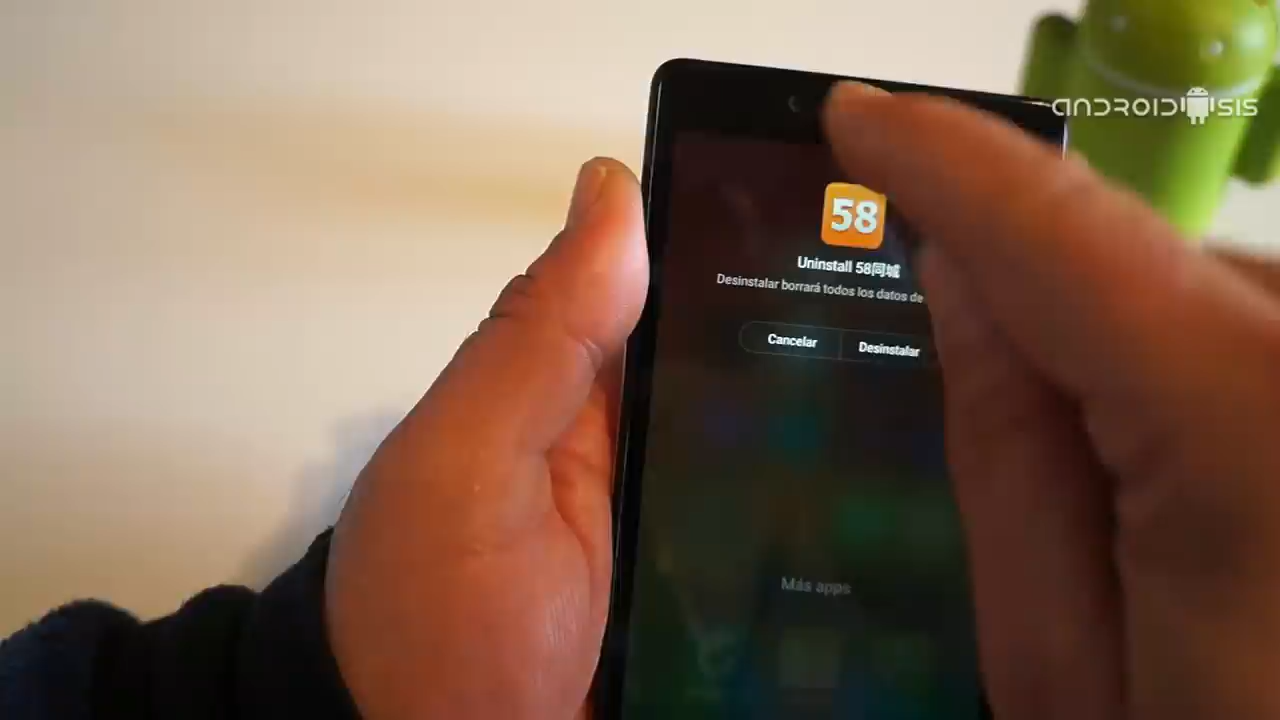 ANDROIDSIS
58
Uninstall 58同城
Desinstalar borrará todos los datos de
Cancelar
Desinstalar
Más apps